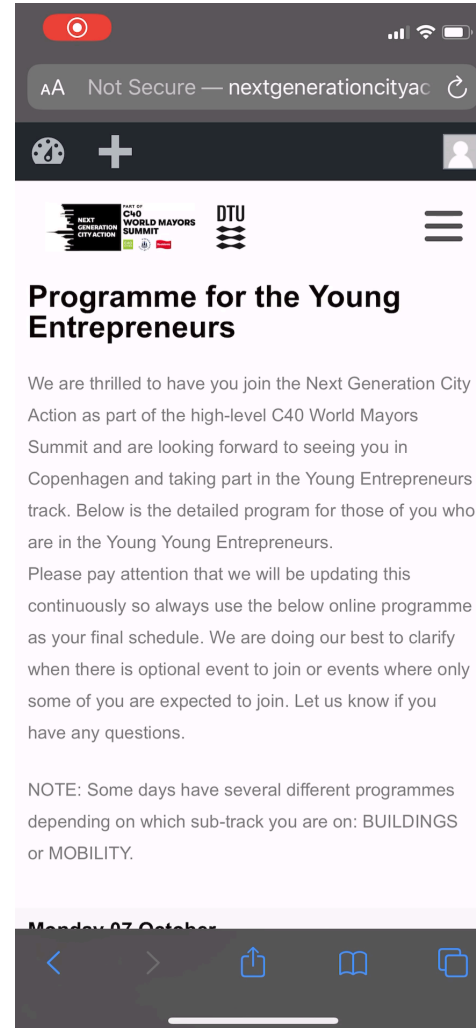 AA Not Secure — nextgenerationcityac
NEXT
GENERATION
CITY ACTION
PART OF
C40
WORLD MAYORS
SUMMIT
DTU
Programme for the Young
Entrepreneurs
We are thrilled to have you join the Next Generation City
Action as part of the high-level C40 World Mayors
Summit and are looking forward to seeing you in
Copenhagen and taking part in the Young Entrepreneurs
track. Below is the detailed program for those of you who
are in the Young Young Entrepreneurs.
Please pay attention that we will be updating this
continuously so always use the below online programme
as your final schedule. We are doing our best to clarify
when there is optional event to join or events where only
some of you are expected to join. Let us know if you
have any questions.
NOTE: Some days have several different programmes
depending on which sub-track you are on: BUILDINGS
or MOBILITY.
Monday 07 October